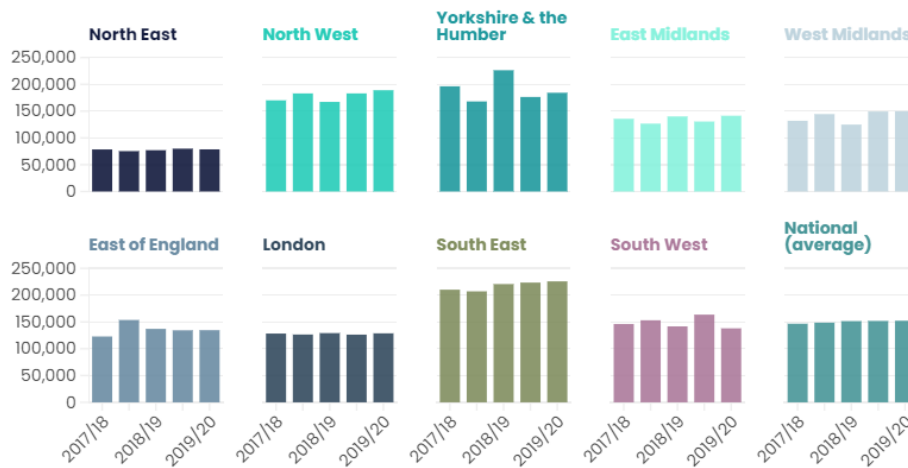 North East
North West
Yorkshire & the
Humber
East Midlands
West Midlands
250,000
200,000
150,000
100,000
50,000
0
East of England
London
South East
South West
National
(average)
250,000
200,000
150,000
100,000
50,000
0
2017/18
2018/19
2019/20
2017/18
2018/19
2019/20
2017/18
2018/19
2019/20
2017/18
2018/19
2019/20
2017/18
2018/19
2019/20